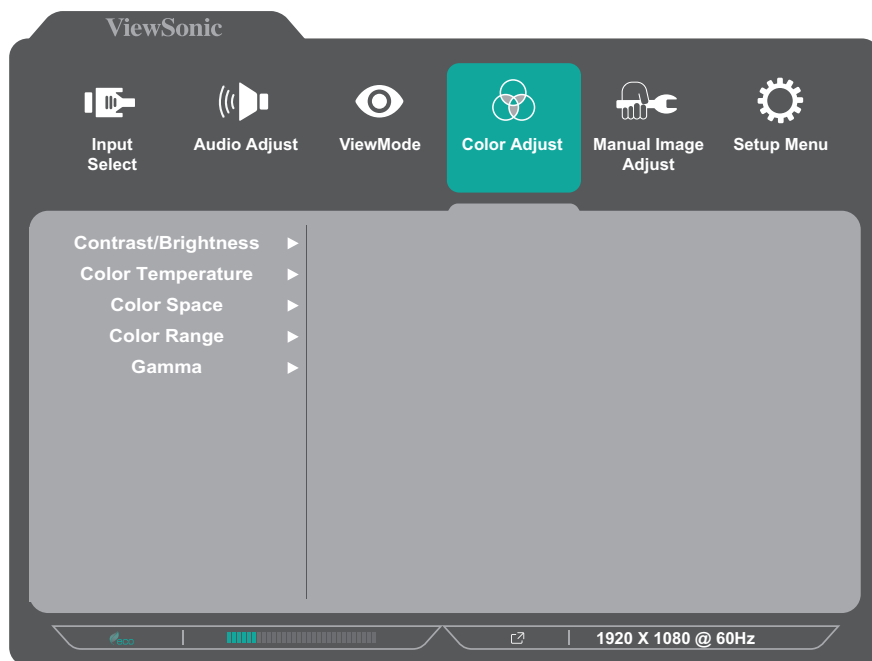 ViewSonic
Input Select
Audio Adjust
ViewMode
Color Adjust
Manual Image Adjust
Setup Menu
Contrast/Brightness
Color Temperature
Color Space
Color Range
Gamma
eco
1920 X 1080 @ 60Hz